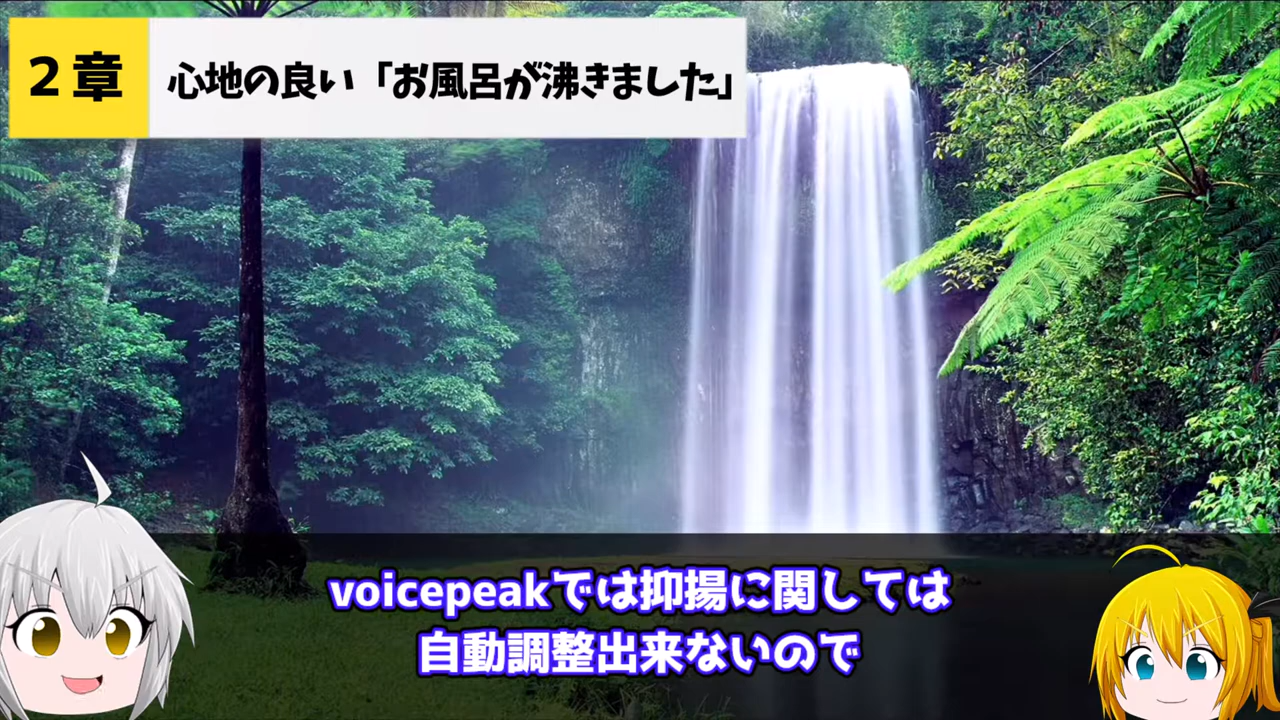 2章
心地の良い「お風呂が沸きました」
voicepeakでは抑揚に関しては
自動調整出来ないので